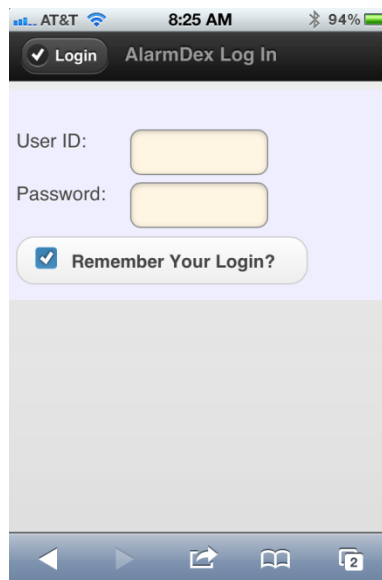 AT&T 8:25 AM 94%
Login AlarmDex Log In
User ID:
Password:
Remember Your Login?
2